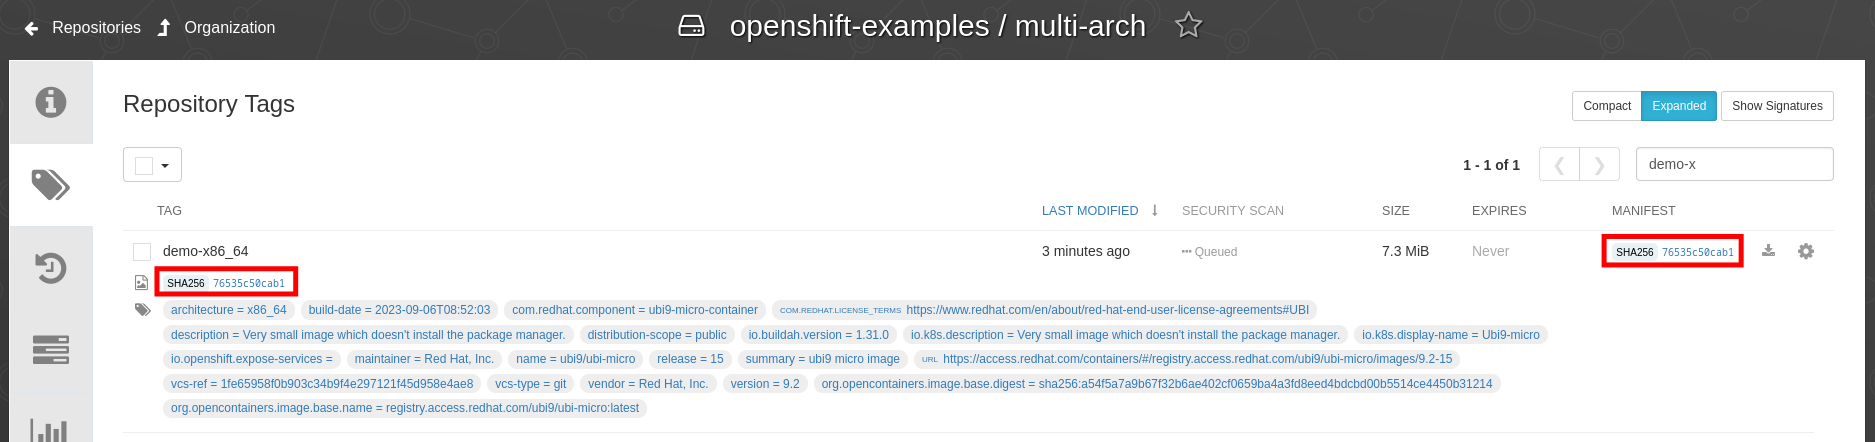 Repositories Organization openshift-examples / multi-arch
Repository Tags Compact Expanded Show Signatures
1 - 1 of 1 demo-x
TAG LAST MODIFIED SECURITY SCAN SIZE EXPIRES MANIFEST
demo-x86_64 3 minutes ago Queued 7.3 MiB Never SHA256 76535c50cab1
SHA256 76535c50cab1
architecture = x86_64 build-date = 2023-09-06T08:52:03 com.redhat.component = ubi9-micro-container COM.REDHAT.LICENSE_TERMS https://www.redhat.com/en/about/red-hat-end-user-license-agreements#UBI
description = Very small image which doesn't install the package manager. distribution-scope = public io.buildah.version = 1.31.0 io.k8s.description = Very small image which doesn't install the package manager. io.k8s.display-name = Ubi9-micro
io.openshift.expose-services = maintainer = Red Hat, Inc. name = ubi9/ubi-micro release = 15 summary = ubi9 micro image URL https://access.redhat.com/containers/#/registry.access.redhat.com/ubi9/ubi-micro/images/9.2-15
vcs-ref = 1fe65958f0b903c34b9f4e297121f45d958e4ae8 vcs-type = git vendor = Red Hat, Inc. version = 9.2 org.opencontainers.image.base.digest = sha256:a54f5a7a9b67f32b6ae402cf0659ba4a3fd8eed4bdcbd00b5514ce4450b31214
org.opencontainers.image.base.name = registry.access.redhat.com/ubi9/ubi-micro:latest